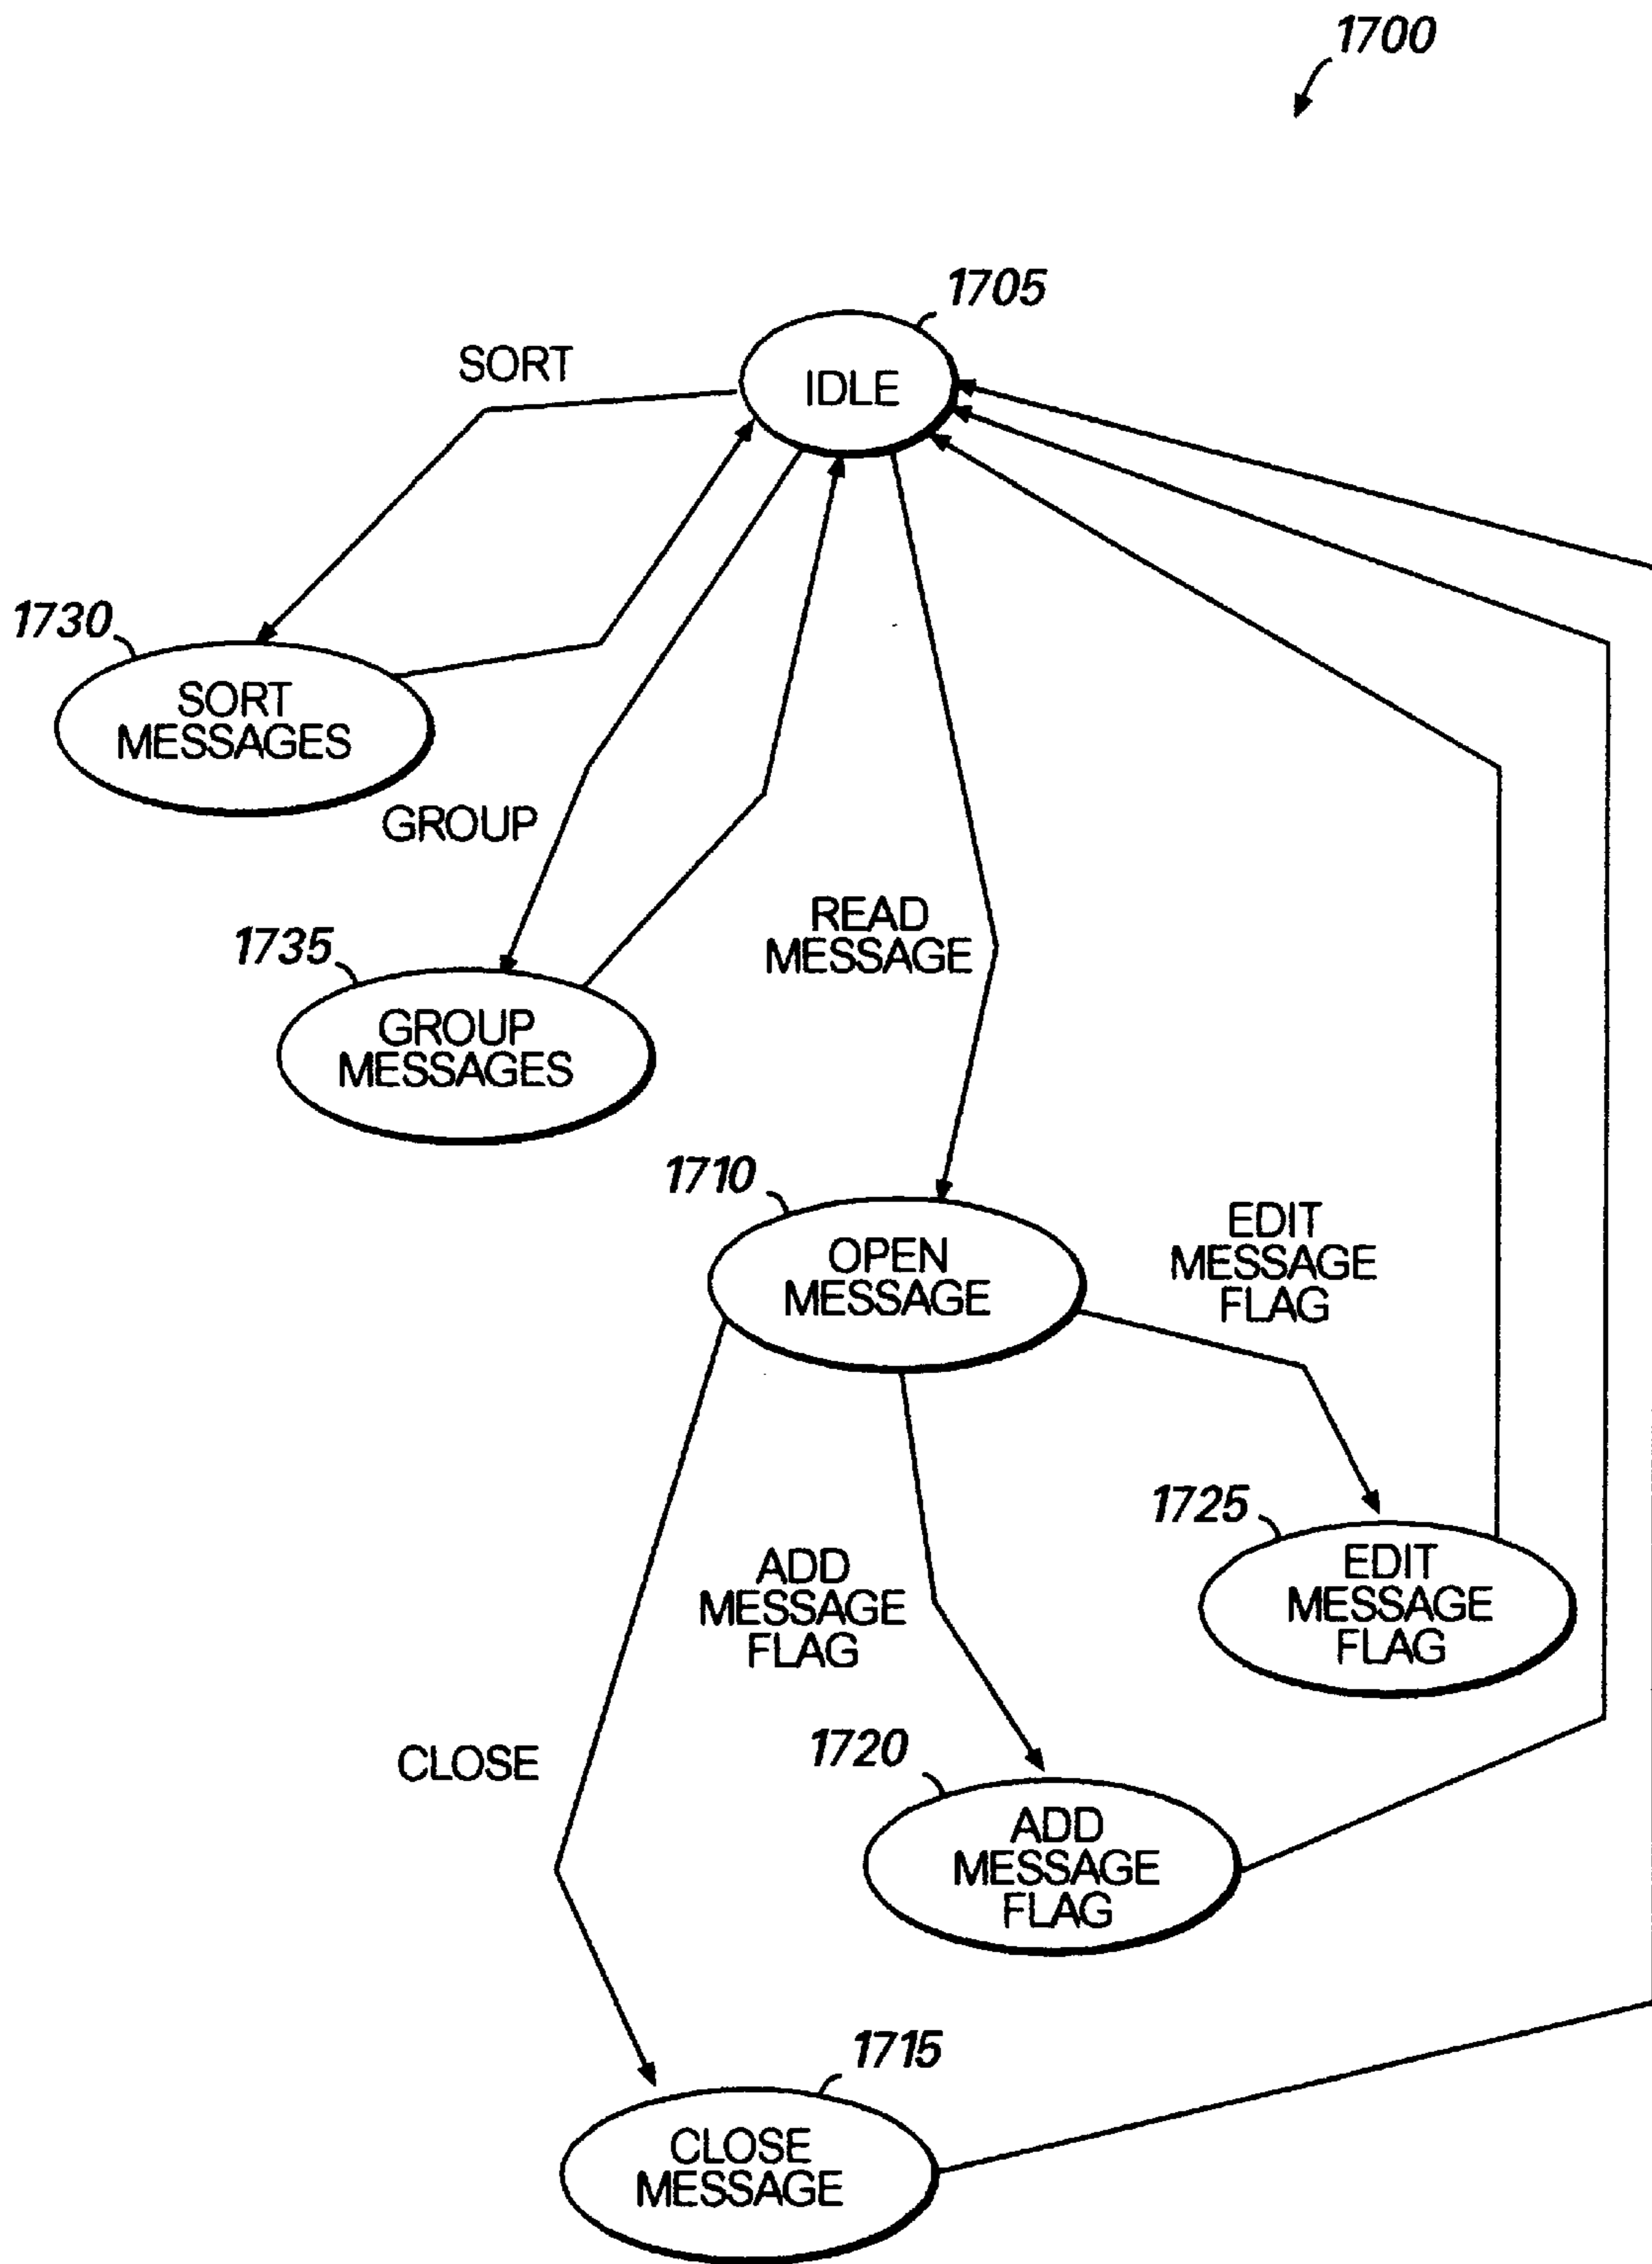 1700
1705
SORT
IDLE
1730
SORT
MESSAGES
GROUP
READ
MESSAGE
1735
GROUP
MESSAGES
1710
OPEN
MESSAGE
EDIT
MESSAGE
FLAG
1725
EDIT
MESSAGE
FLAG
ADD
MESSAGE
FLAG
CLOSE
1720
ADD
MESSAGE
FLAG
1715
CLOSE
MESSAGE